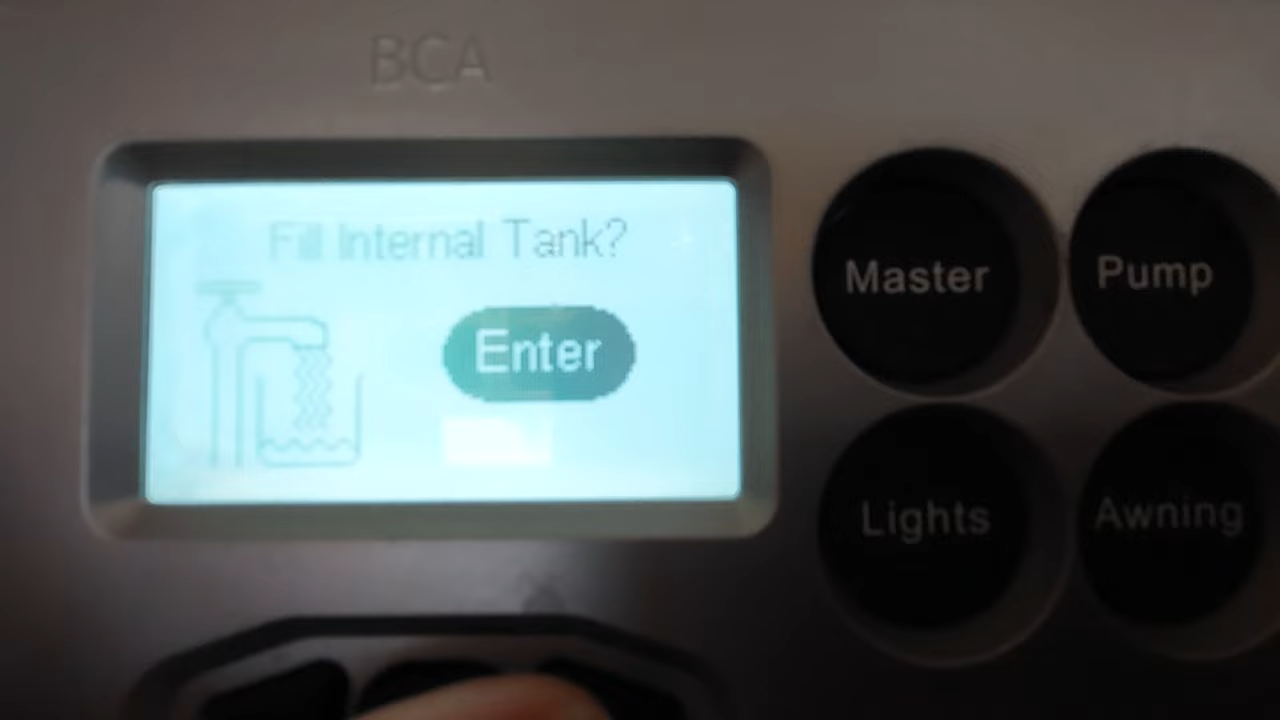 BCA
Fill Internal Tank?
Enter
Master
Pump
Lights
Awning